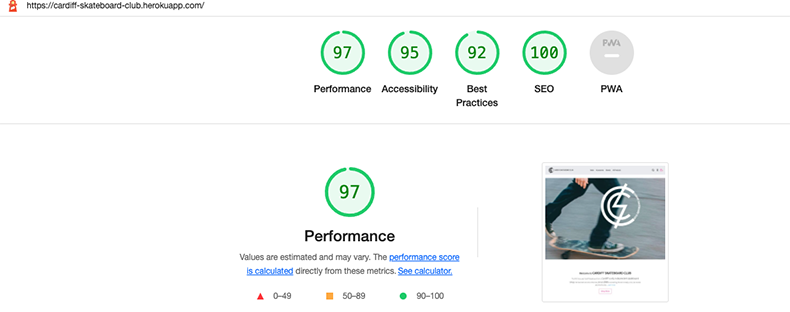 https://cardiff-skateboard-club.herokuapp.com/
97 95 92 100 PWA
Performance Accessibility Best Practices SEO PWA
97
Performance
Values are estimated and may vary. The performance score
is calculated directly from these metrics. See calculator.
0–49 50–89 90–100